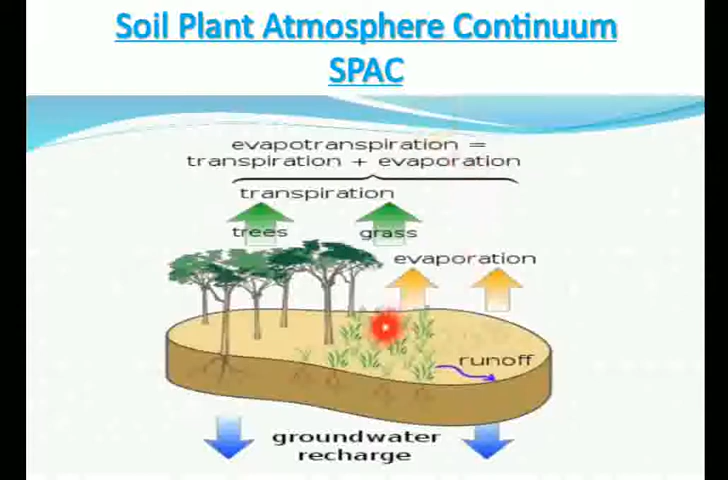 Soil Plant Atmosphere Continuum
SPAC
evapotranspiration =
transpiration + evaporation
transpiration
trees grass
evaporation
runoff
groundwater
recharge